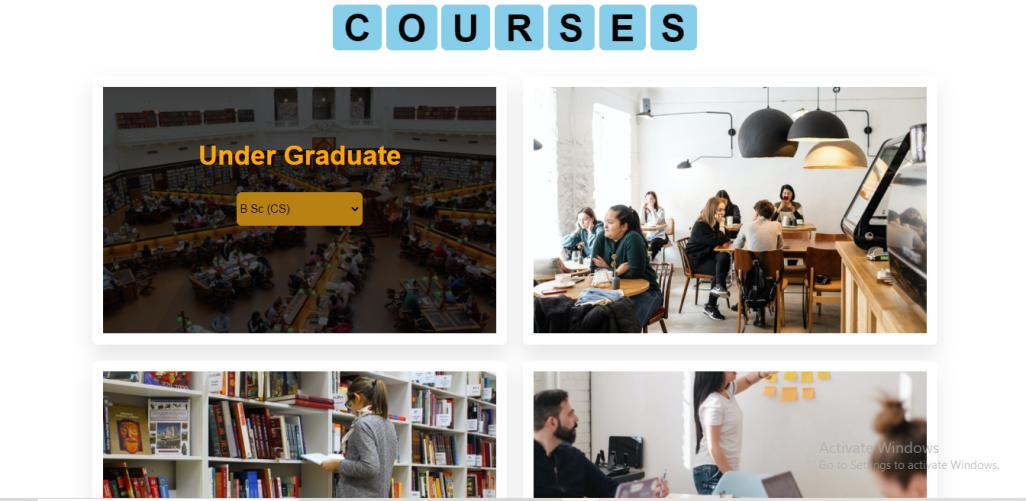 COURSES
Under Graduate
B Sc (CS)
Activate Windows
Go to Settings to activate Windows.